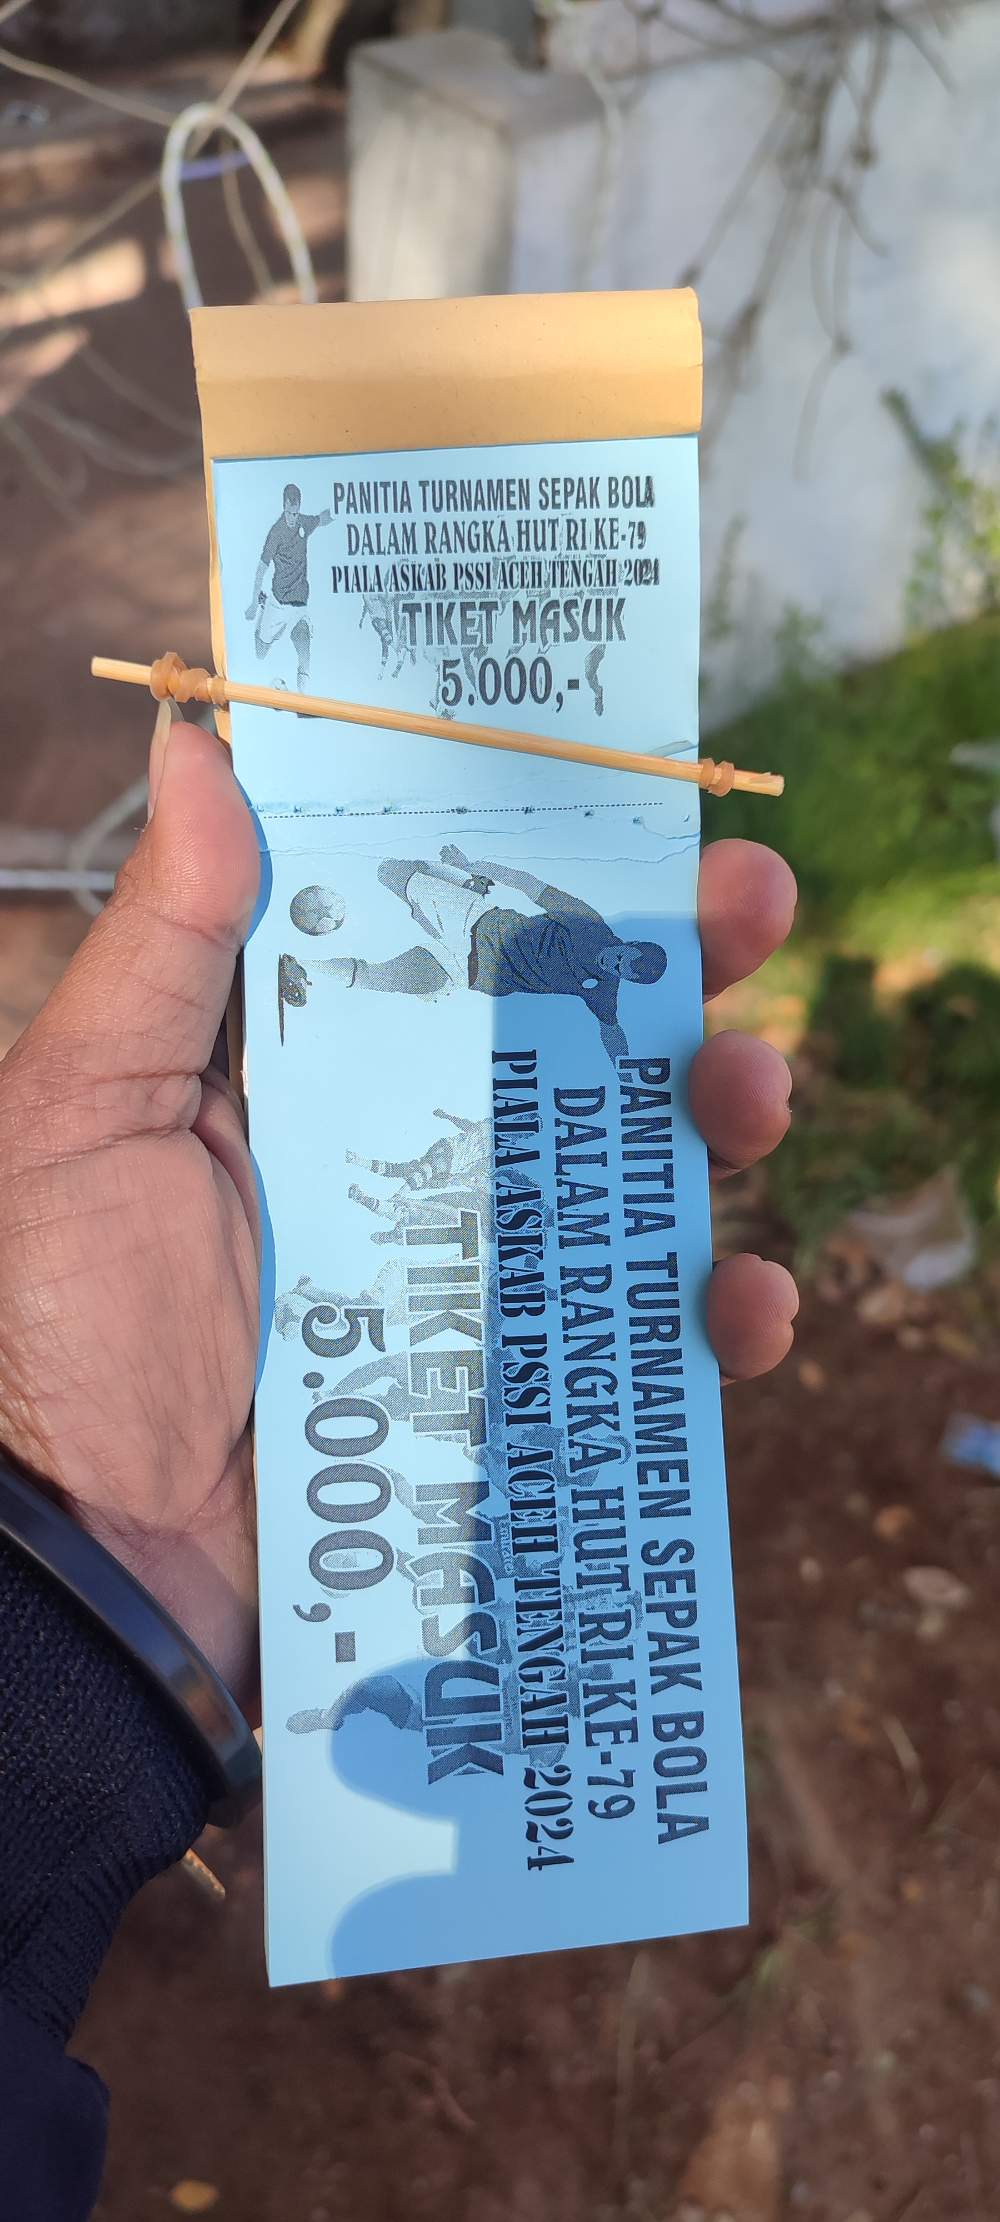 PANITIA TURNAMEN SEPAK BOLA
DALAM RANGKA HUT RI KE-79
PIALA ASKAB PSSI ACEH TENGAH 2024
TIKET MASUK
5.000,-
PANITIA TURNAMEN SEPAK BOLA
DALAM RANGKA HUT RI KE-79
PIALA ASKAB PSSI ACEH TENGAH 2024
TIKET MASUK
5.000,-